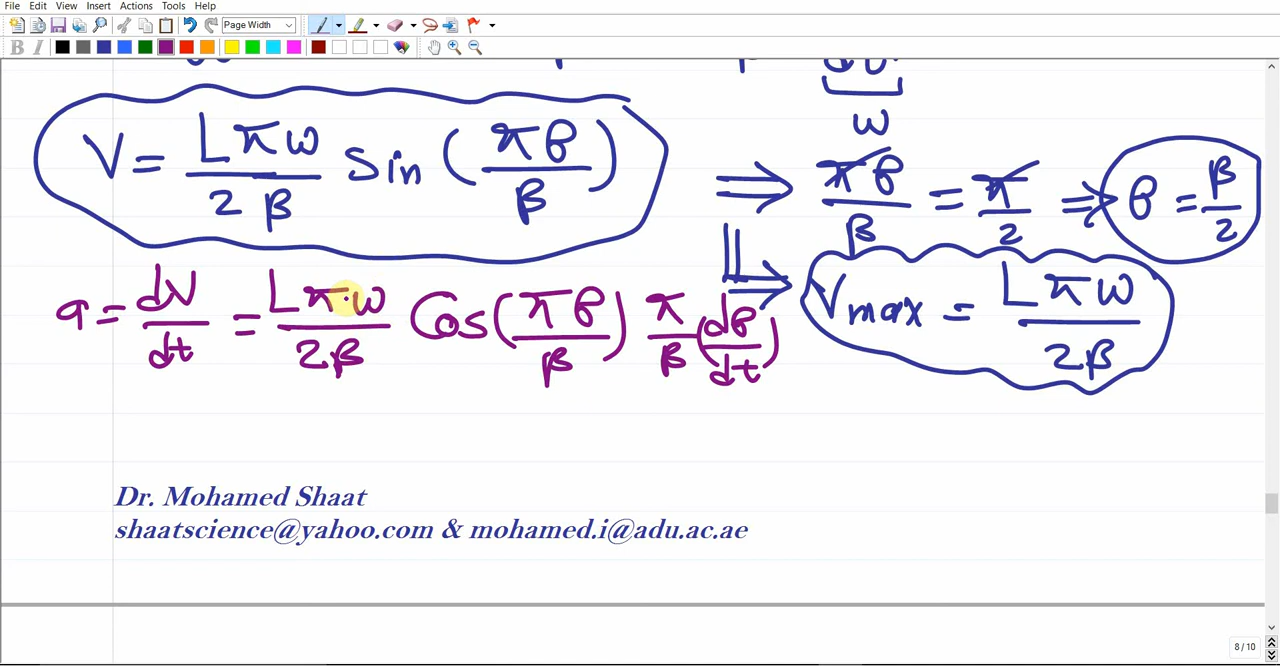 File Edit View Insert Actions Tools Help
Page Width
B I
ω
V = Lπω / 2β Sin (πθ / β)
⇒ πθ / β = π / 2 ⇒ θ = β / 2
a = dV / dt = Lπω / 2β Cos (πθ / β) π / β (dθ / dt)
⇒ Vmax = Lπω / 2β
Dr. Mohamed Shaat
shaatscience@yahoo.com & mohamed.i@adu.ac.ae
8 / 10